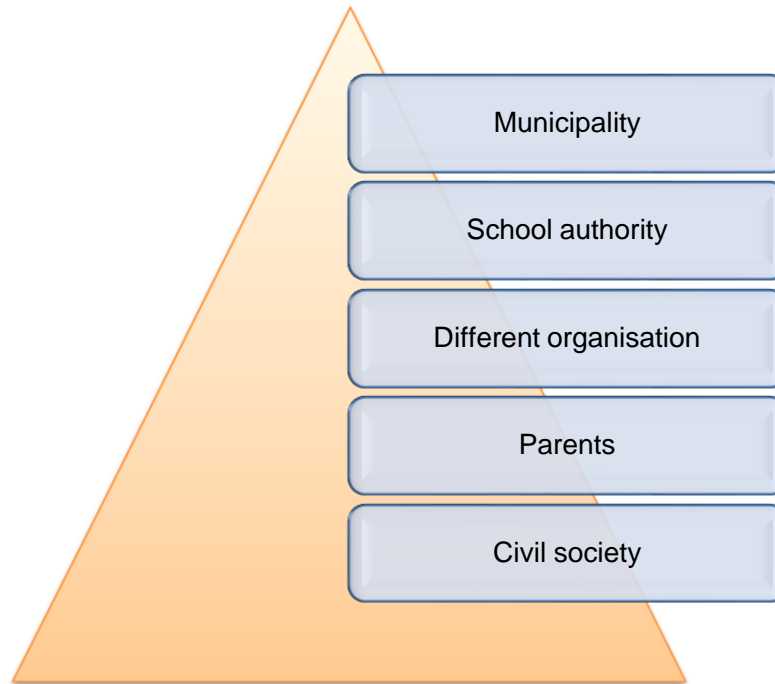 Municipality
School authority
Different organisation
Parents
Civil society